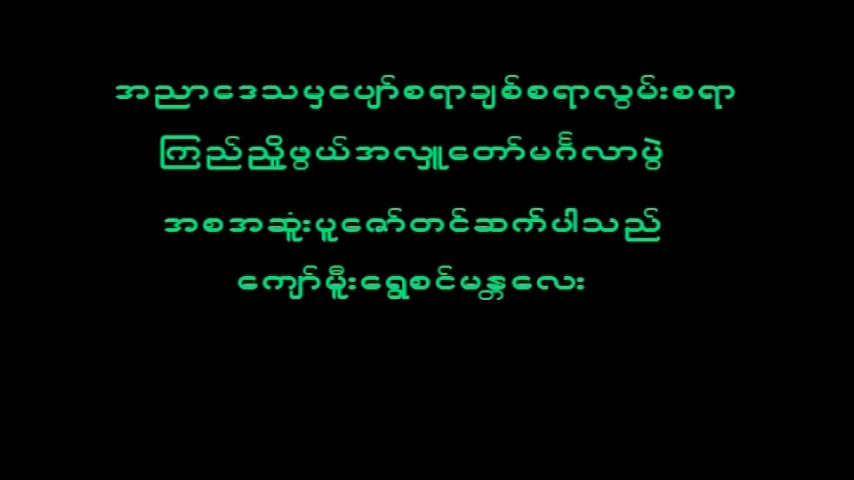 အညာဒေသမှပျော်စရာချစ်စရာလွမ်းစရာ
ကြည်ညှိုဖွယ်အလှူတော်မင်္ဂလာပွဲ
အစအဆုံးပူဇော်တင်ဆက်ပါသည်
ကျော်မှီုးရွှေစင်မန္တလေး